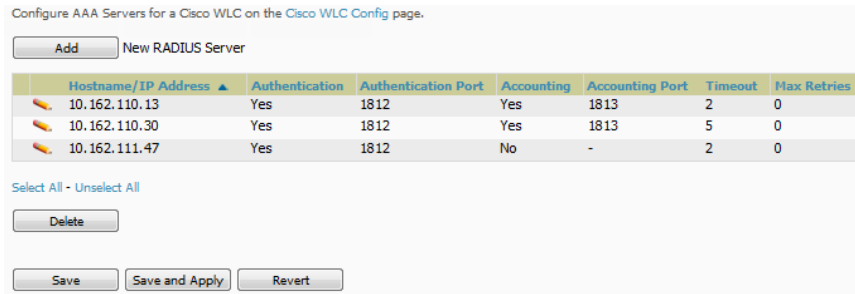 Configure AAA Servers for a Cisco WLC on the Cisco WLC Config page.
Add New RADIUS Server
Hostname/IP Address ▲ Authentication Authentication Port Accounting Accounting Port Timeout Max Retries
10.162.110.13 Yes 1812 Yes 1813 2 0
10.162.110.30 Yes 1812 Yes 1813 5 0
10.162.111.47 Yes 1812 No - 2 0
Select All - Unselect All
Delete
Save Save and Apply Revert